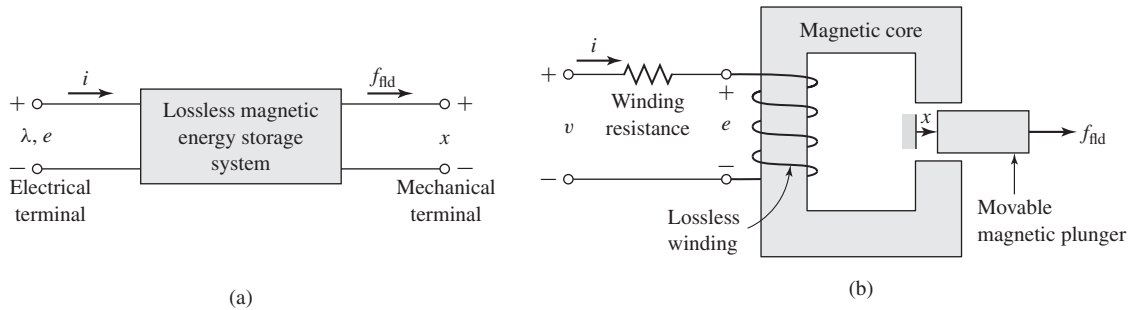 i
f_fld
+
+
Lossless magnetic
energy storage
system
λ, e
x
−
−
Electrical
terminal
Mechanical
terminal
(a)
Magnetic core
i
+
+
Winding
resistance
v
e
x
f_fld
−
−
Lossless
winding
Movable
magnetic plunger
(b)